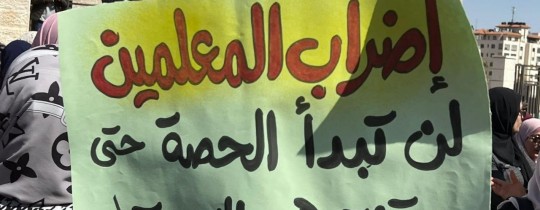 إضراب المعلمين
لن تبدأ الحصة حتى